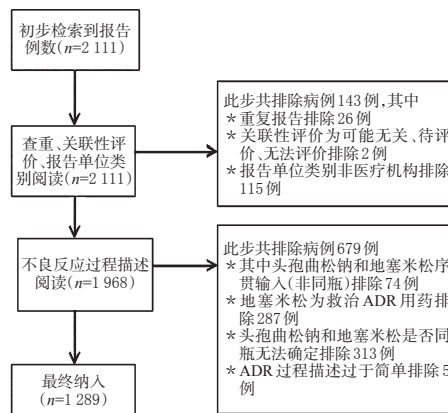 初步检索到报告
例数(n=2 111)
此步共排除病例143例,其中
*重复报告排除26例
*关联性评价为可能无关、待评
价、无法评价排除2例
*报告单位类别非医疗机构排除
115例
查重、关联性评
价、报告单位类
别阅读(n=2 111)
此步共排除病例679例
*其中头孢曲松钠和地塞米松序
贯输入(非同瓶)排除74例
*地塞米松为救治ADR用药排
除287例
*头孢曲松钠和地塞米松是否同
瓶无法确定排除313例
*ADR过程描述过于简单排除5
例
不良反应过程描述
阅读(n=1 968)
最终纳入
(n=1 289)